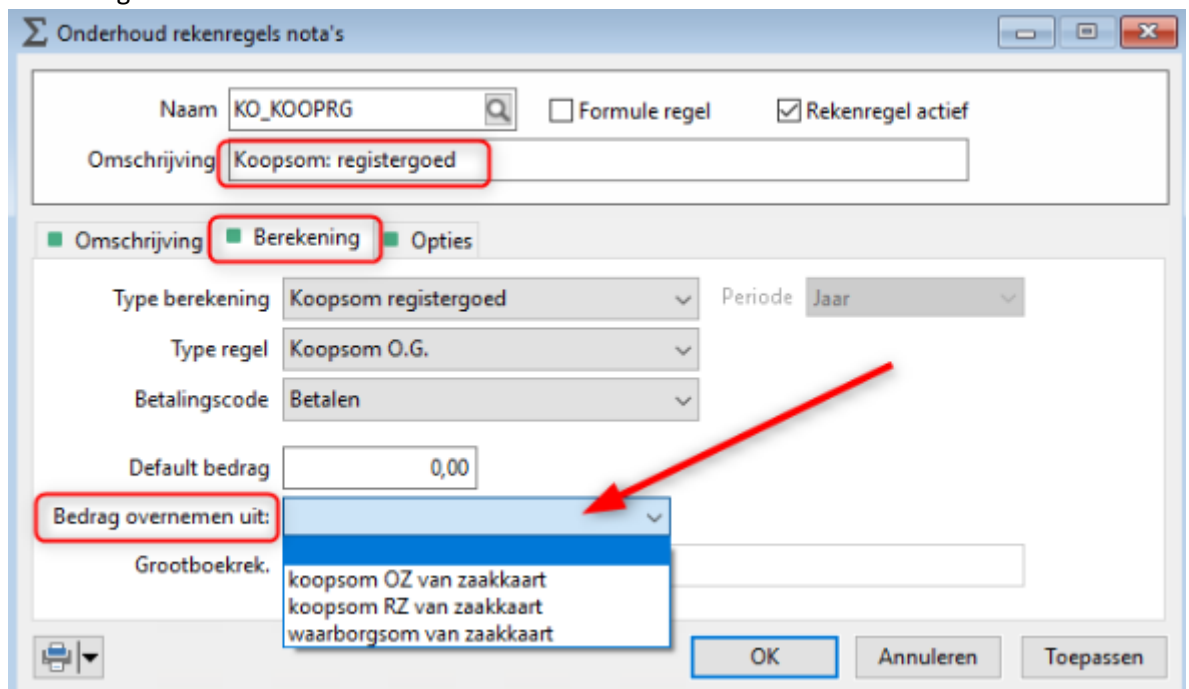 Onderhoud rekenregels nota's
Naam KO_KOOPRG Formule regel Rekenregel actief
Omschrijving Koopsom: registergoed
Omschrijving Berekening Opties
Type berekening Koopsom registergoed Periode Jaar
Type regel Koopsom O.G.
Betalingscode Betalen
Default bedrag 0,00
Bedrag overnemen uit:
Grootboekrek.
koopsom OZ van zaakkaart
koopsom RZ van zaakkaart
waarborgsom van zaakkaart
OK Annuleren Toepassen